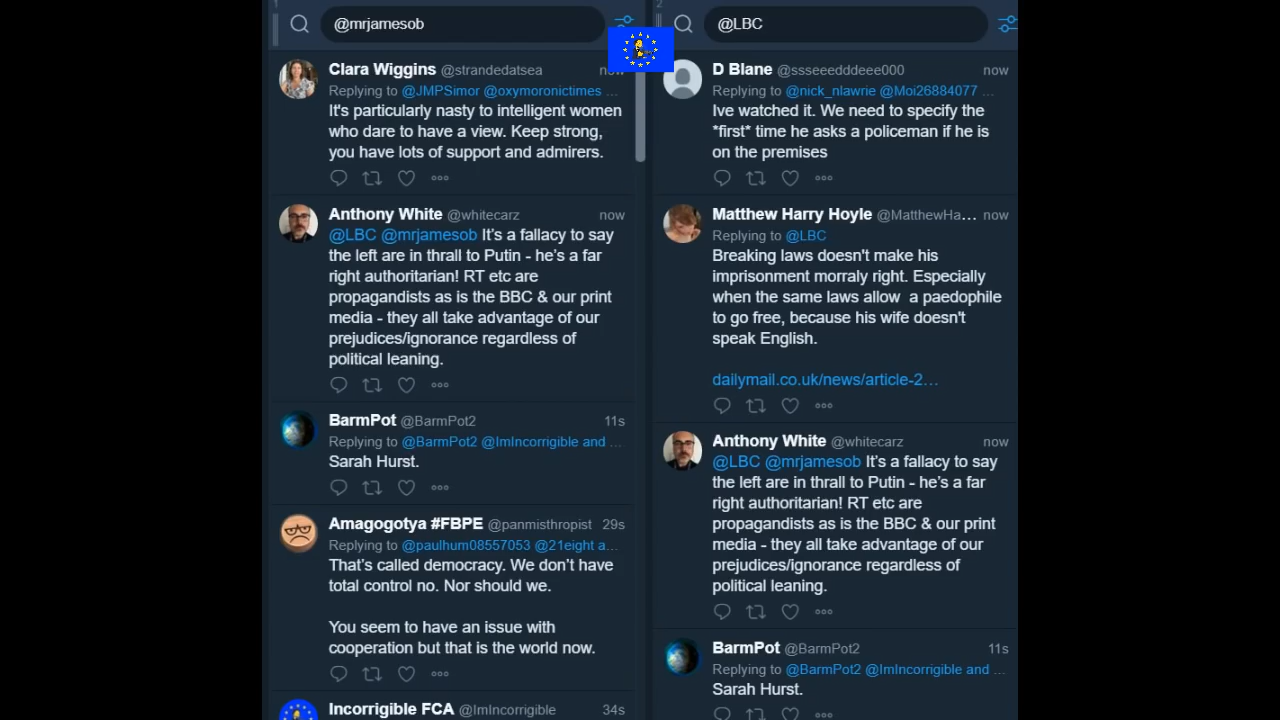 1
@mrjamesob
Clara Wiggins @strandedatsea now
Replying to @JMPSimor @oxymoronictimes ...
It's particularly nasty to intelligent women
who dare to have a view. Keep strong,
you have lots of support and admirers.
Anthony White @whitecarz now
@LBC @mrjamesob It's a fallacy to say
the left are in thrall to Putin - he's a far
right authoritarian! RT etc are
propagandists as is the BBC & our print
media - they all take advantage of our
prejudices/ignorance regardless of
political leaning.
BarmPot @BarmPot2 11s
Replying to @BarmPot2 @ImIncorrigible and ...
Sarah Hurst.
Amagogotya #FBPE @panmisthropist 29s
Replying to @paulhum08557053 @21eight a...
That's called democracy. We don't have
total control no. Nor should we.
You seem to have an issue with
cooperation but that is the world now.
Incorrigible FCA @ImIncorrigible 34s
2
@LBC
D Blane @ssseeedddeee000 now
Replying to @nick_nlawrie @Moi26884077 ...
Ive watched it. We need to specify the
*first* time he asks a policeman if he is
on the premises
Matthew Harry Hoyle @MatthewHa... now
Replying to @LBC
Breaking laws doesn't make his
imprisonment morraly right. Especially
when the same laws allow a paedophile
to go free, because his wife doesn't
speak English.
dailymail.co.uk/news/article-2...
Anthony White @whitecarz now
@LBC @mrjamesob It's a fallacy to say
the left are in thrall to Putin - he's a far
right authoritarian! RT etc are
propagandists as is the BBC & our print
media - they all take advantage of our
prejudices/ignorance regardless of
political leaning.
BarmPot @BarmPot2 11s
Replying to @BarmPot2 @ImIncorrigible and ...
Sarah Hurst.